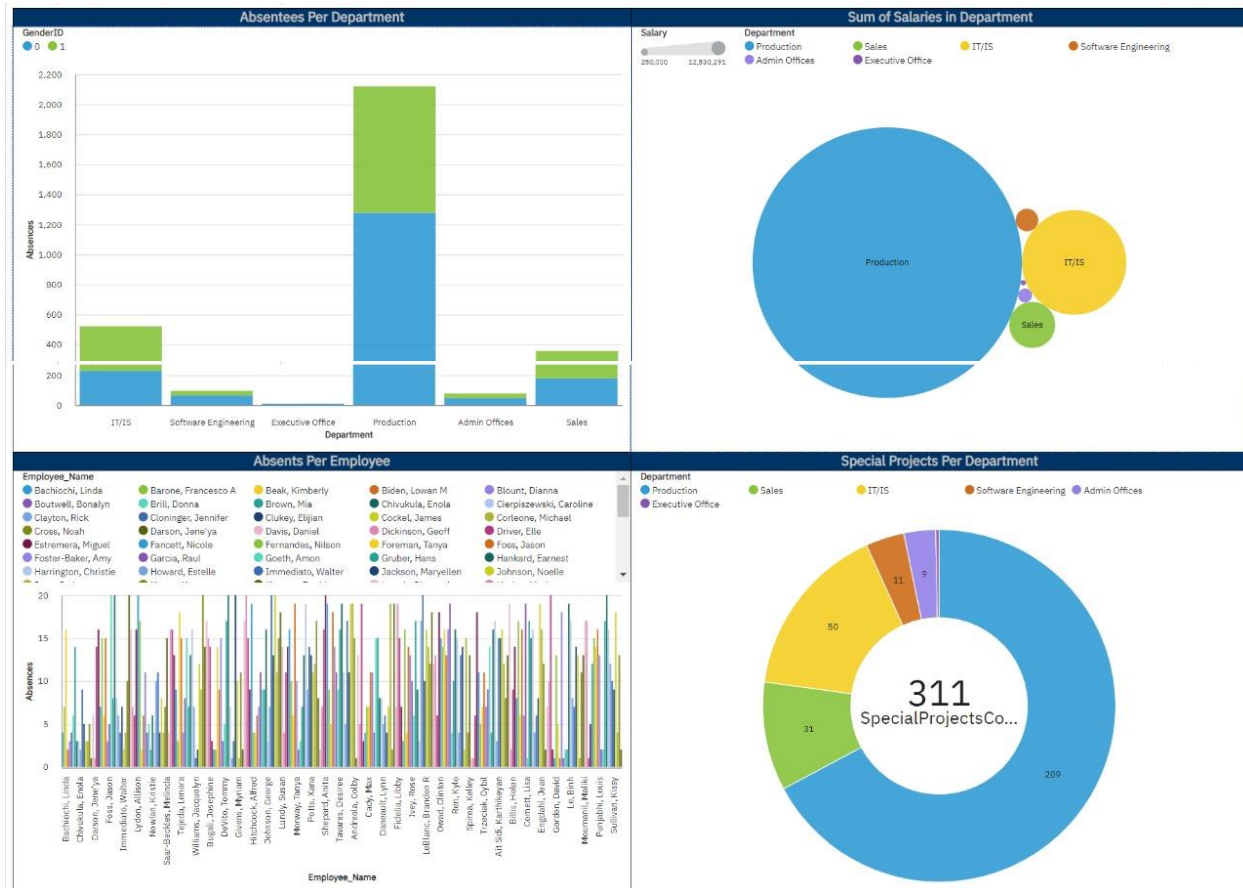 Absentees Per Department
GenderID
0 1
2,200
2,000
1,800
1,600
1,400
1,200
1,000
800
600
400
200
0
Absences
IT/IS Software Engineering Executive Office Production Admin Offices Sales
Department
Sum of Salaries in Department
Salary
250,000 12,830,291
Department
Production Sales IT/IS Software Engineering
Admin Offices Executive Office
Production
IT/IS
Sales
Absents Per Employee
Employee_Name
Bachiochi, Linda Barone, Francesco A Beak, Kimberly Biden, Lowan M Blount, Dianna
Boutwell, Bonalyn Brill, Donna Brown, Mia Chivukula, Enola Cierpiszewski, Caroline
Clayton, Rick Cloninger, Jennifer Clukey, Elijian Cockel, James Corleone, Michael
Cross, Noah Darson, Jene'ya Davis, Daniel Dickinson, Geoff Driver, Elle
Estremera, Miguel Fancett, Nicole Fernandes, Nilson Foreman, Tanya Foss, Jason
Foster-Baker, Amy Garcia, Raul Goeth, Amon Gruber, Hans Hankard, Earnest
Harrington, Christie Howard, Estelle Immediato, Walter Jackson, Maryellen Johnson, Noelle
20
15
10
5
0
Absences
Bachiochi, Linda
Chivukula, Enola
Darson, Jene'ya
Foss, Jason
Immediato, Walter
Lydon, Allison
Nowlan, Kristie
Saar-Beckles, Melinda
Tejeda, Lenora
Williams, Jacquelyn
Bugali, Josephine
DeVito, Tommy
Givens, Myriam
Hitchcock, Alfred
Johnson, George
Lundy, Susan
Morway, Tanya
Potts, Kana
Shepard, Anita
Tavares, Desiree
Andreola, Colby
Cady, Max
Daneault, Lynn
Fidelia, Libby
Ivey, Rose
LeBlanc, Brandon R
Owad, Clinton
Ren, Kylo
Spirea, Kelley
Trzeciak, Cybil
Ait Sidi, Karthikeyan
Billis, Helen
Cornett, Lisa
Engdahl, Jean
Gordon, David
Le, Binh
Moumanil, Maliki
Punjabhi, Louis
Sullivan, Kissy
Employee_Name
Special Projects Per Department
Department
Production Sales IT/IS Software Engineering Admin Offices
Executive Office
9
11
50
31
209
311
SpecialProjectsCo...